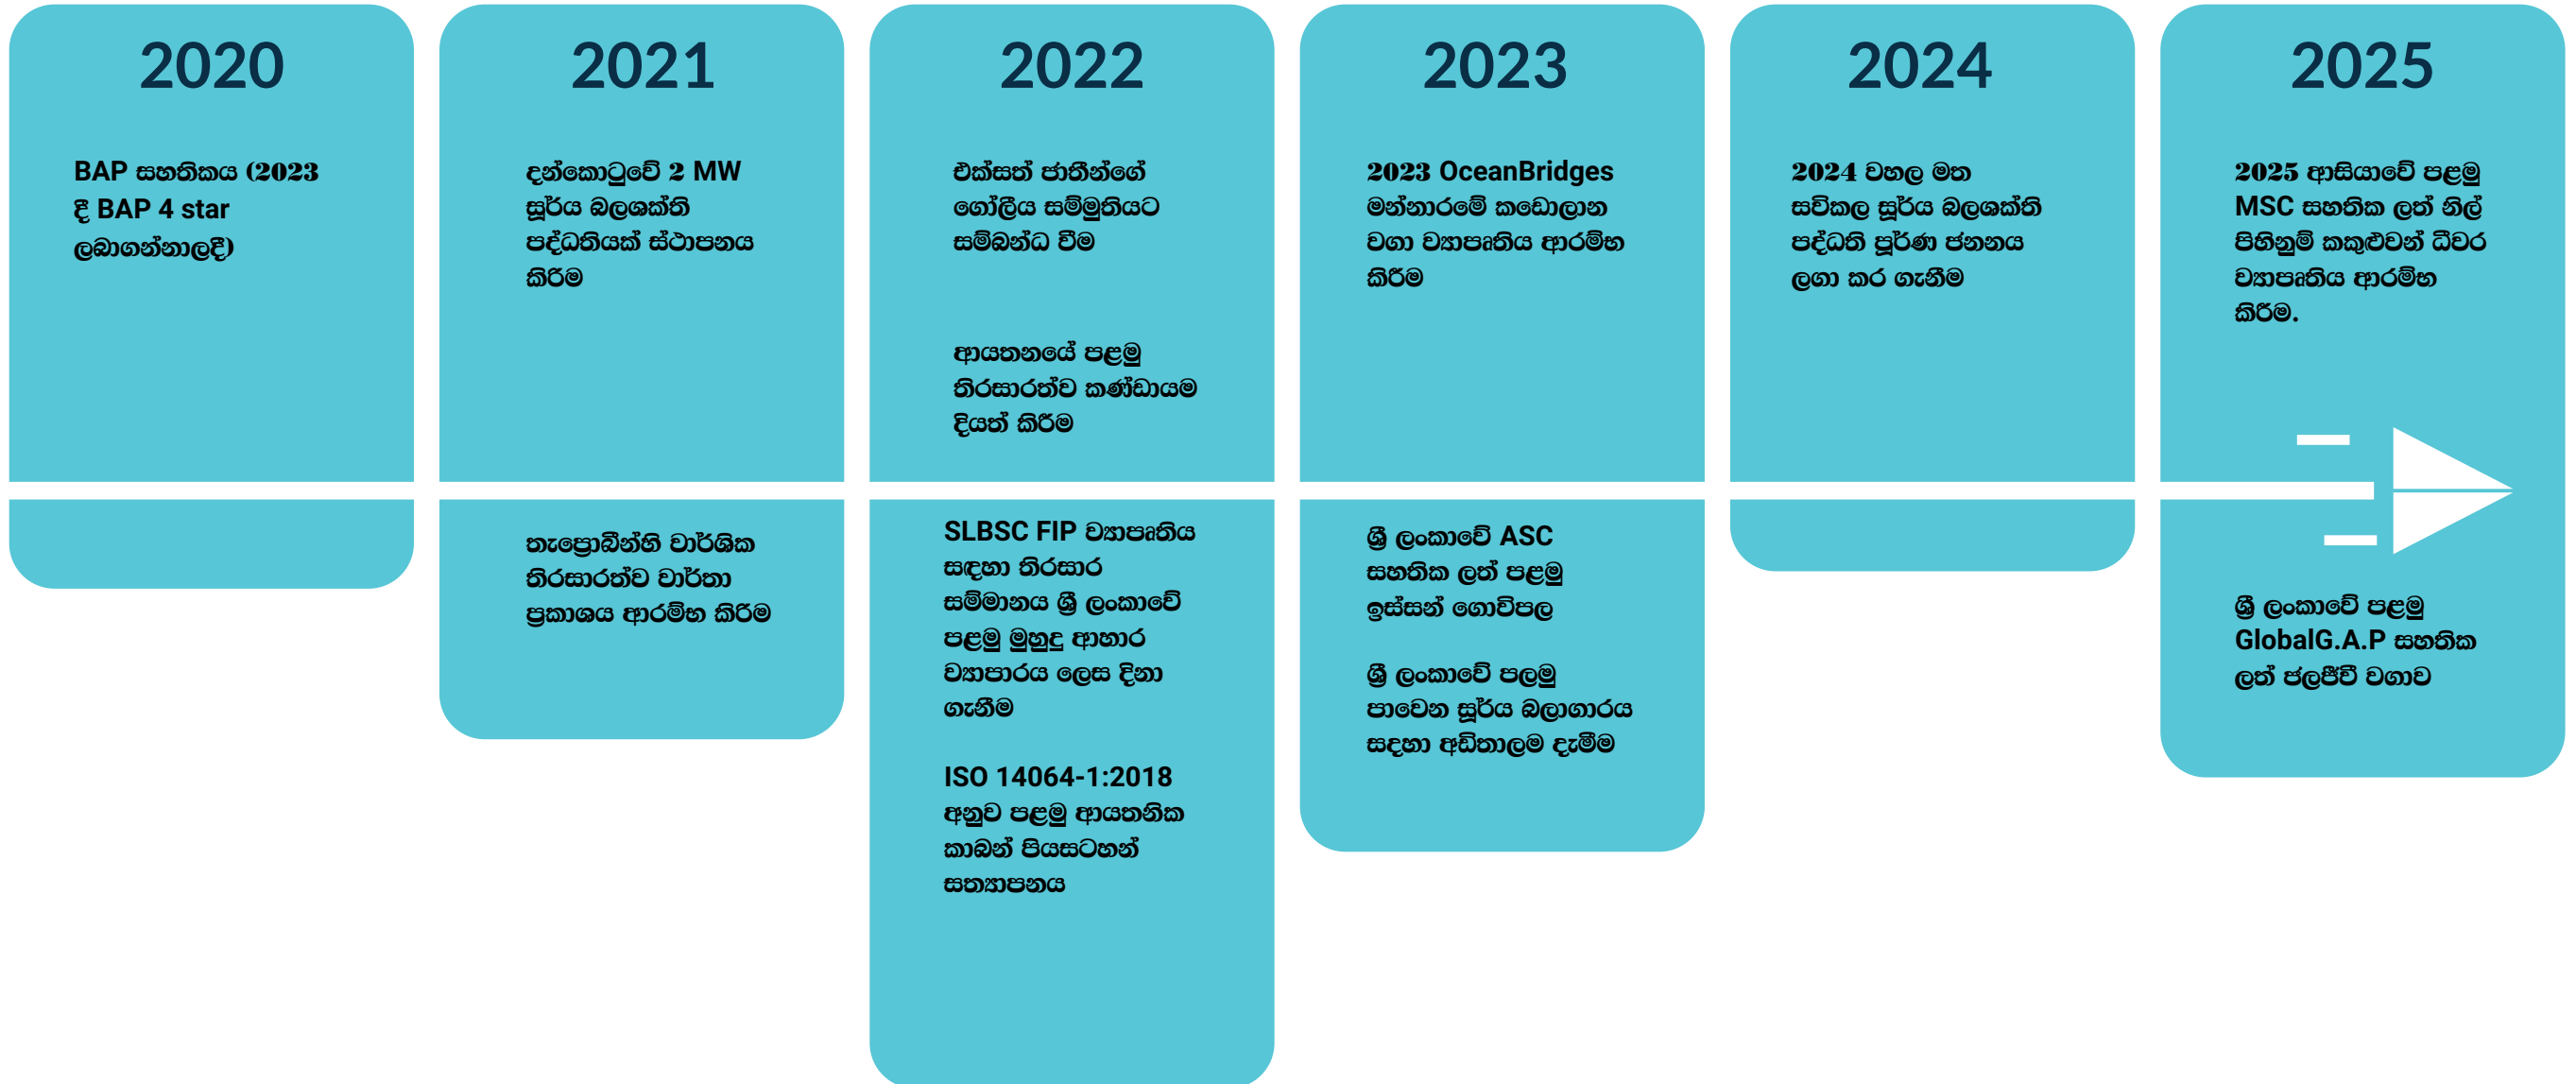 2020
BAP සහතිකය (2023
දී BAP 4 star
ලබාගන්නාලදී)
2021
දන්කොටුවේ 2 MW
සූර්ය බලශක්ති
පද්ධතියක් ස්ථාපනය
කිරීම
තැප්‍රොබීන්හි වාර්ශික
තිරසාරත්ව වාර්තා
ප්‍රකාශය ආරම්භ කිරීම
2022
එක්සත් ජාතීන්ගේ
ගෝලීය සම්මුතියට
සම්බන්ධ වීම
ආයතනයේ පළමු
තිරසාරත්ව කණ්ඩායම
දියත් කිරීම
SLBSC FIP ව්‍යාපෘතිය
සඳහා තිරසාර
සම්මානය ශ්‍රී ලංකාවේ
පළමු මුහුදු ආහාර
ව්‍යාපාරය ලෙස දිනා
ගැනීම
ISO 14064-1:2018
අනුව පළමු ආයතනික
කාබන් පියසටහන්
සත්‍යාපනය
2023
2023 OceanBridges
මන්නාරමේ කඩොලාන
වගා ව්‍යාපෘතිය ආරම්භ
කිරීම
ශ්‍රී ලංකාවේ ASC
සහතික ලත් පළමු
ඉස්සන් ගොවිපල
ශ්‍රී ලංකාවේ පලමු
පාවෙන සූර්ය බලාගාරය
සදහා අඩිතාලම දැමීම
2024
2024 වහල මත
සවිකල සූර්ය බලශක්ති
පද්ධති පූර්ණ ජනනය
ලගා කර ගැනීම
2025
2025 ආසියාවේ පළමු
MSC සහතික ලත් නිල්
පිහිනුම් කකුළුවන් ධීවර
ව්‍යාපෘතිය ආරම්භ
කිරීම.
ශ්‍රී ලංකාවේ පළමු
GlobalG.A.P සහතික
ලත් ජලජීවී වගාව